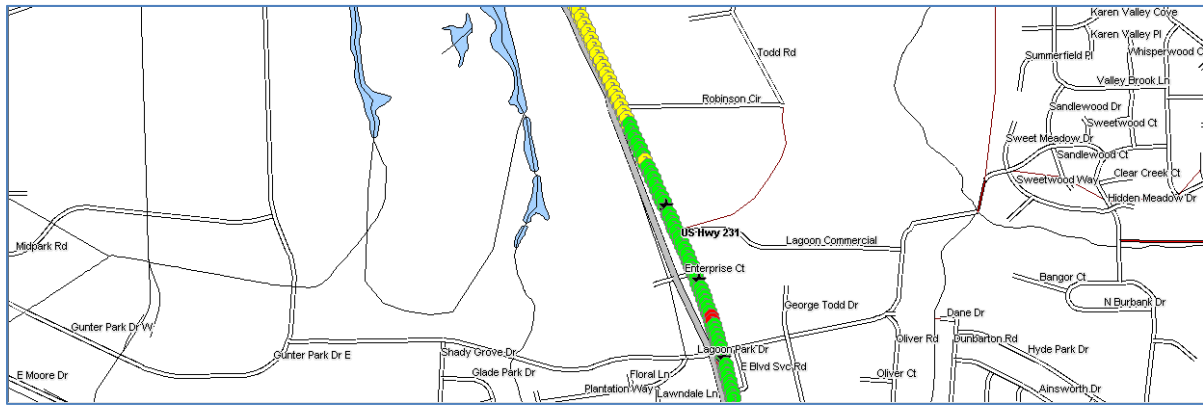 Karen Valley Cove
Karen Valley Pl
Todd Rd
Summerfield Pl
Whisperwood C
Valley Brook Ln
Robinson Cir
Sandlewood Dr
Sweetwood Ct
Sweet Meadow Dr
Sandlewood Ct
Clear Creek Ct
Sweetwood Way
Hidden Meadow Dr
US Hwy 231
Midpark Rd
Lagoon Commercial
Enterprise Ct
Bangor Ct
George Todd Dr
N Burbank Dr
Dane Dr
Gunter Park Dr W
Oliver Rd
Dunbarton Rd
Gunter Park Dr E
Shady Grove Dr
Lagoon Park Dr
Hyde Park Dr
E Moore Dr
Glade Park Dr
Floral Ln
E Blvd Svc Rd
Oliver Ct
Plantation Way
Lawndale Ln
Ainsworth Dr